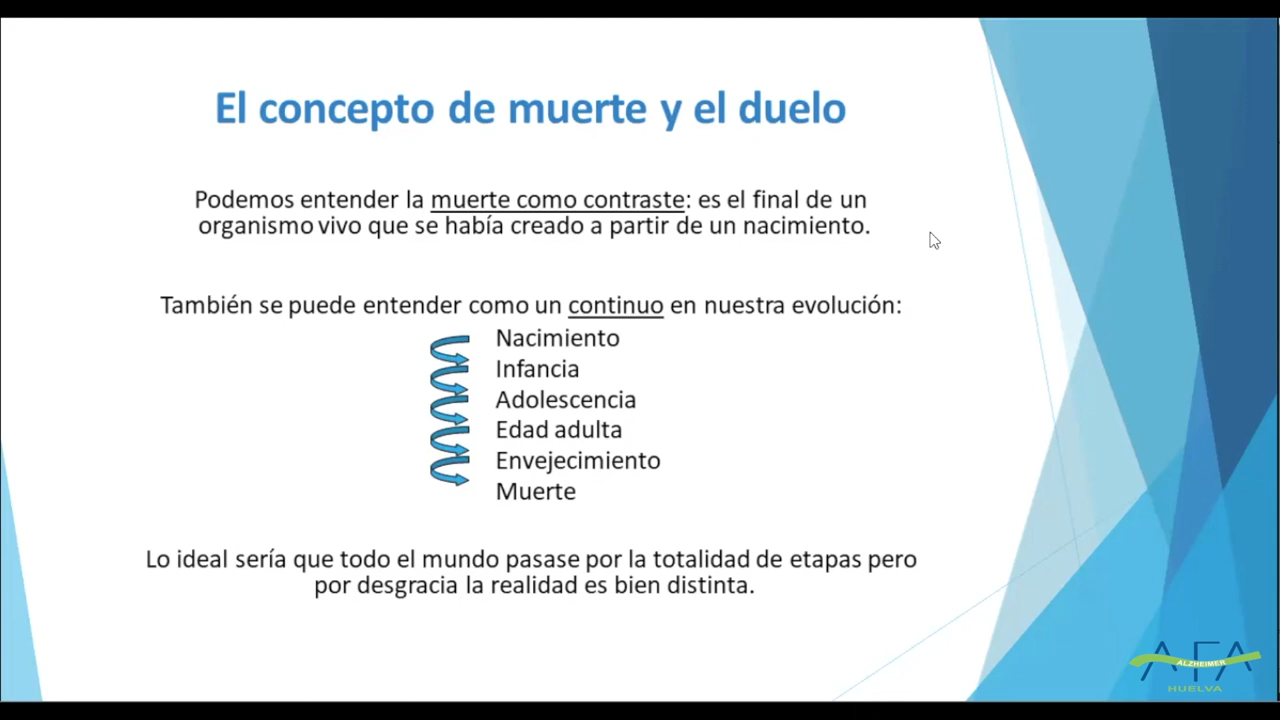 El concepto de muerte y el duelo
Podemos entender la muerte como contraste: es el final de un
organismo vivo que se había creado a partir de un nacimiento.
También se puede entender como un continuo en nuestra evolución:
Nacimiento
Infancia
Adolescencia
Edad adulta
Envejecimiento
Muerte
Lo ideal sería que todo el mundo pasase por la totalidad de etapas pero
por desgracia la realidad es bien distinta.
AFA
ALZHEIMER
HUELVA